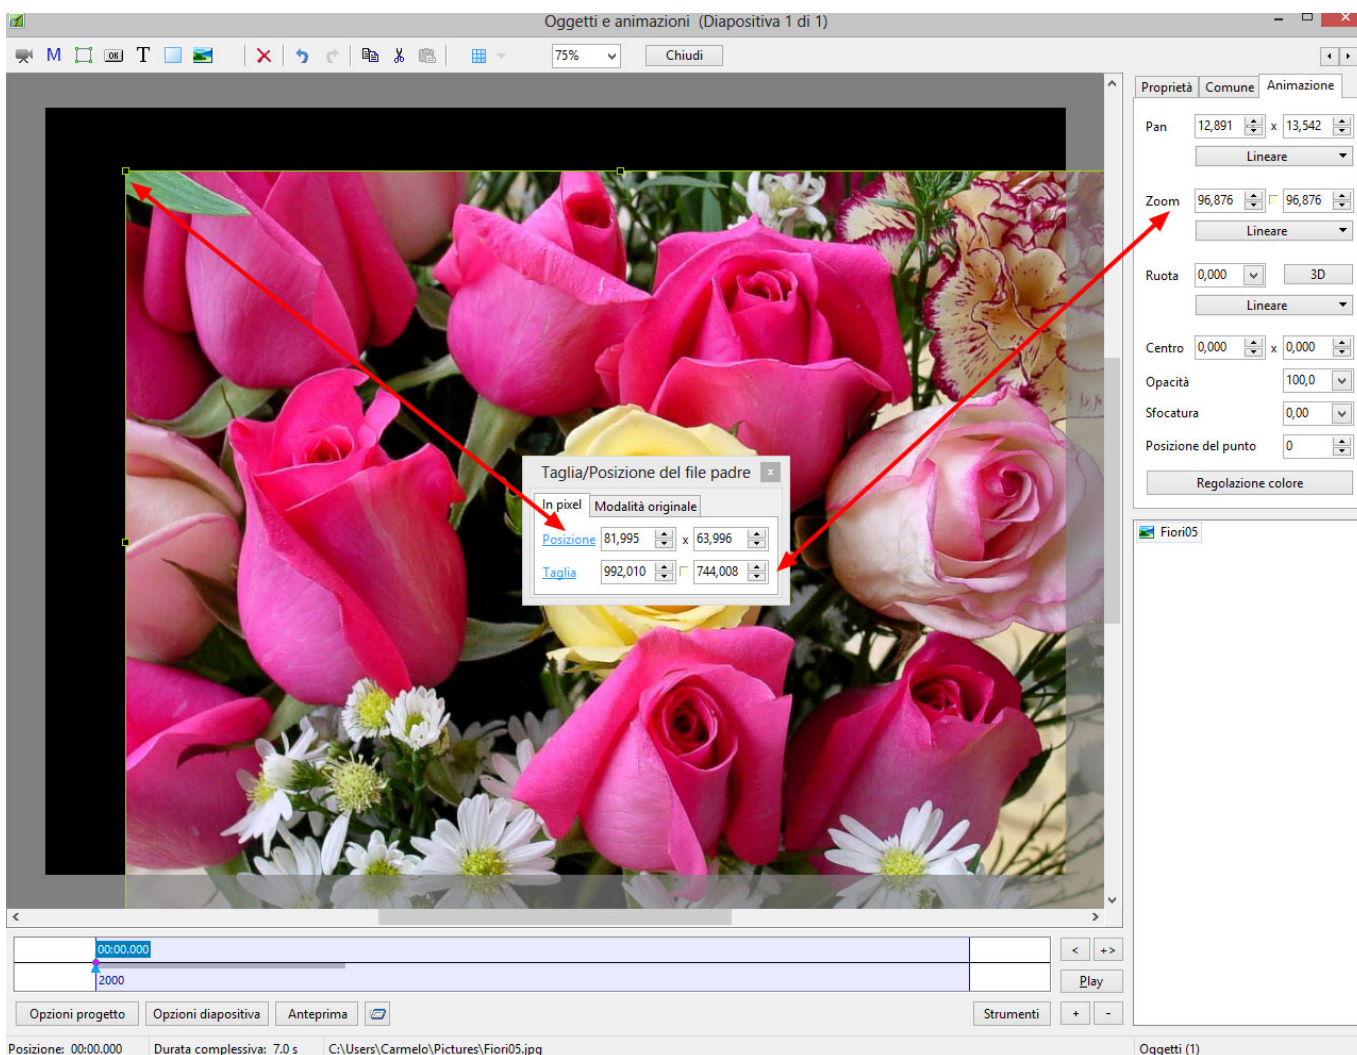 Oggetti e animazioni (Diapositiva 1 di 1)
M OK T 75% Chiudi
Proprietà Comune Animazione
Pan 12,891 x 13,542
Lineare
Zoom 96,876 96,876
Lineare
Ruota 0,000 3D
Lineare
Centro 0,000 x 0,000
Opacità 100,0
Sfocatura 0,00
Posizione del punto 0
Regolazione colore
Fiori05
Taglia/Posizione del file padre x
In pixel Modalità originale
Posizione 81,995 x 63,996
Taglia 992,010 744,008
00:00.000
2000
< +>
Play
Opzioni progetto Opzioni diapositiva Anteprima Strumenti + -
Posizione: 00:00.000 Durata complessiva: 7.0 s C:\Users\Carmelo\Pictures\Fiori05.jpg Oggetti (1)